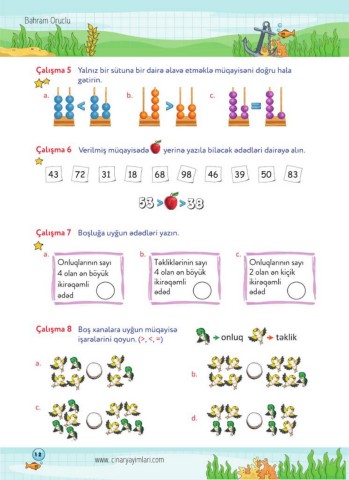 Bahram Oruclu
Çalışma 5 Yalnız bir sütuna bir dairə əlavə etməklə müqayisəni doğru hala
gətirin.
a. b. c.
< > =
Çalışma 6 Verilmiş müqayisədə yerinə yazıla biləcək ədədləri dairəyə alın.
43 72 31 18 68 98 46 39 50 83
53 > > 38
Çalışma 7 Boşluğa uyğun ədədləri yazın.
a. Onluqlarının sayı
4 olan ən böyük
ikirəqəmli
ədəd
b. Təkliklərinin sayı
4 olan ən böyük
ikirəqəmli
ədəd
c. Onluqlarının sayı
2 olan ən kiçik
ikirəqəmli
ədəd
Çalışma 8 Boş xanalara uyğun müqayisə
işarələrini qoyun. (>, <, =)
→ onluq → təklik
a.
b.
c.
d.
18
www.cinaryayimlari.com